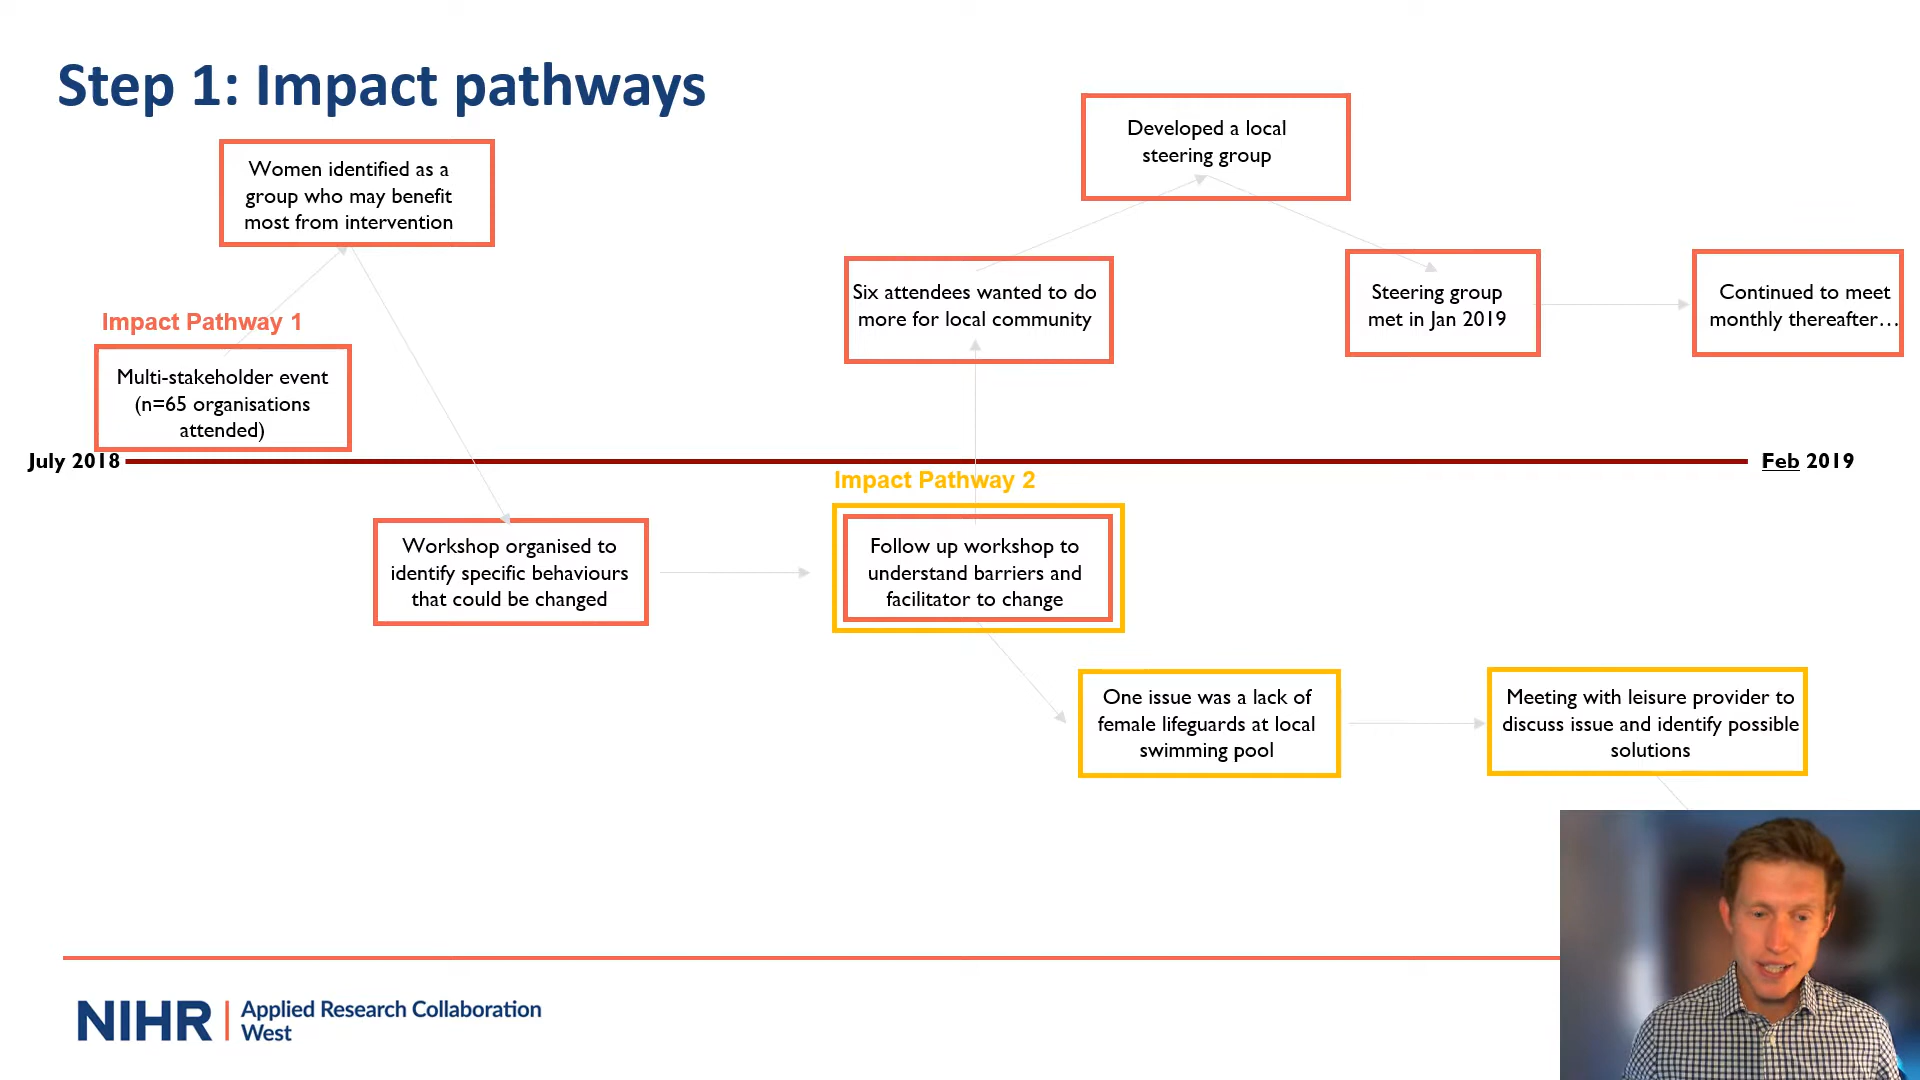 Step 1: Impact pathways
Women identified as a
group who may benefit
most from intervention
Impact Pathway 1
Multi-stakeholder event
(n=65 organisations
attended)
July 2018
Workshop organised to
identify specific behaviours
that could be changed
Impact Pathway 2
Follow up workshop to
understand barriers and
facilitator to change
Six attendees wanted to do
more for local community
Developed a local
steering group
Steering group
met in Jan 2019
Continued to meet
monthly thereafter…
Feb 2019
One issue was a lack of
female lifeguards at local
swimming pool
Meeting with leisure provider to
discuss issue and identify possible
solutions
NIHR
Applied Research Collaboration
West